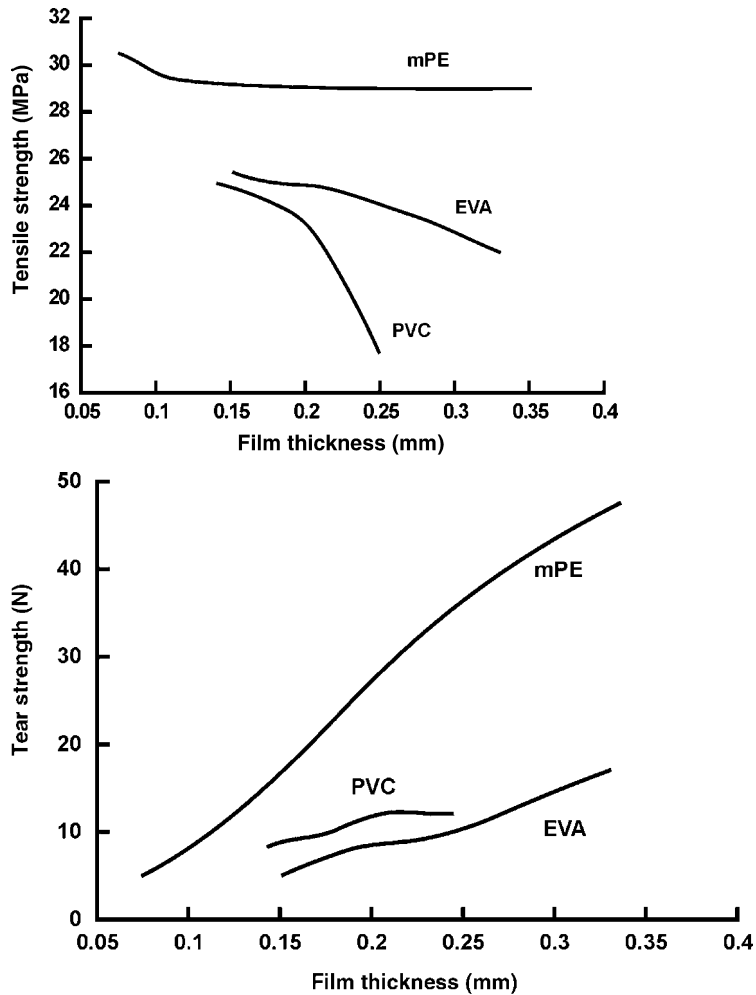 32
30
28
26
24
22
20
18
16
Tensile strength (MPa)
mPE
EVA
PVC
0.05 0.1 0.15 0.2 0.25 0.3 0.35 0.4
Film thickness (mm)
50
40
30
20
10
0
Tear strength (N)
mPE
PVC
EVA
0.05 0.1 0.15 0.2 0.25 0.3 0.35 0.4
Film thickness (mm)